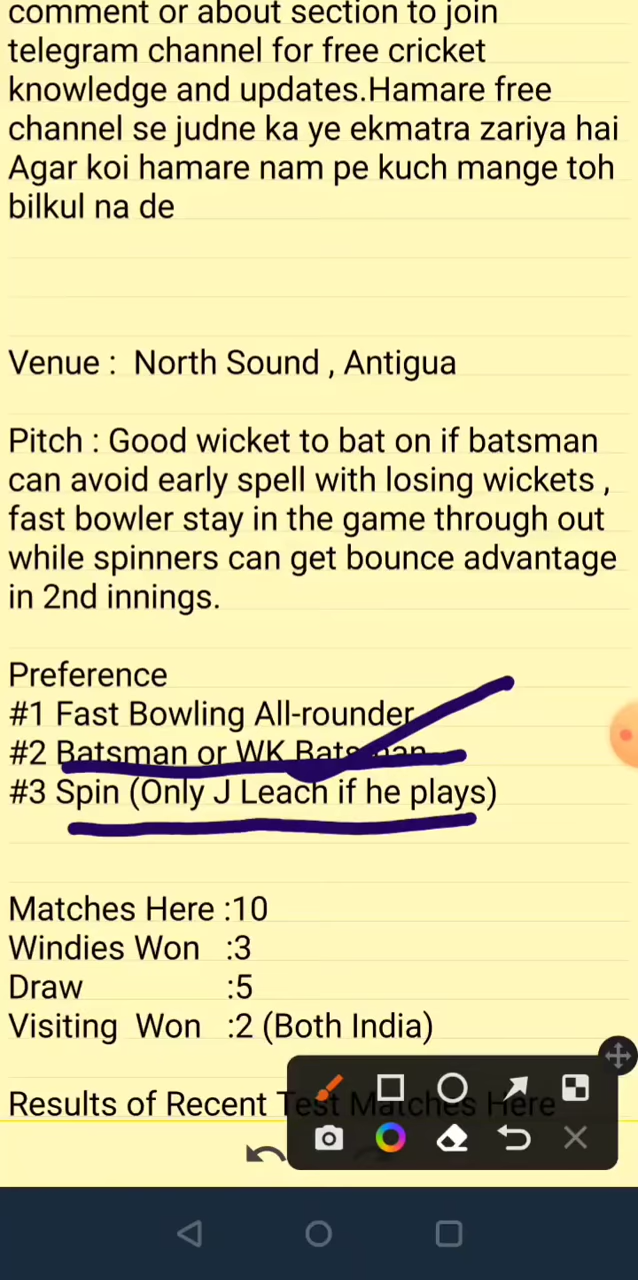 comment or about section to join
telegram channel for free cricket
knowledge and updates.Hamare free
channel se judne ka ye ekmatra zariya hai
Agar koi hamare nam pe kuch mange toh
bilkul na de
Venue : North Sound , Antigua
Pitch : Good wicket to bat on if batsman
can avoid early spell with losing wickets ,
fast bowler stay in the game through out
while spinners can get bounce advantage
in 2nd innings.
Preference
#1 Fast Bowling All-rounder
#2 Batsman or WK Batsman
#3 Spin (Only J Leach if he plays)
Matches Here :10
Windies Won :3
Draw :5
Visiting Won :2 (Both India)
Results of Recent Test Matches Here